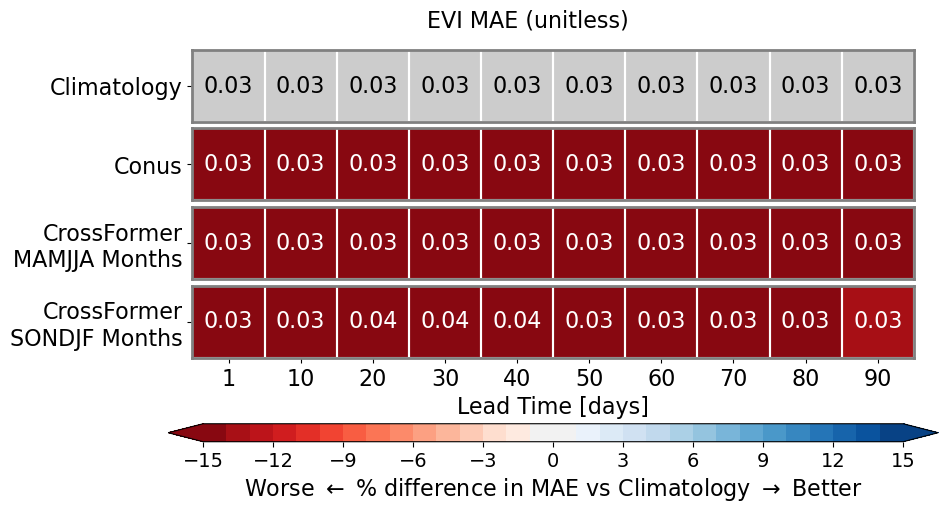 EVI MAE (unitless)
Climatology 0.03 0.03 0.03 0.03 0.03 0.03 0.03 0.03 0.03 0.03
Conus 0.03 0.03 0.03 0.03 0.03 0.03 0.03 0.03 0.03 0.03
CrossFormer
MAMJJA Months 0.03 0.03 0.03 0.03 0.03 0.03 0.03 0.03 0.03 0.03
CrossFormer
SONDJF Months 0.03 0.03 0.04 0.04 0.04 0.03 0.03 0.03 0.03 0.03
1 10 20 30 40 50 60 70 80 90
Lead Time [days]
−15 −12 −9 −6 −3 0 3 6 9 12 15
Worse ← % difference in MAE vs Climatology → Better